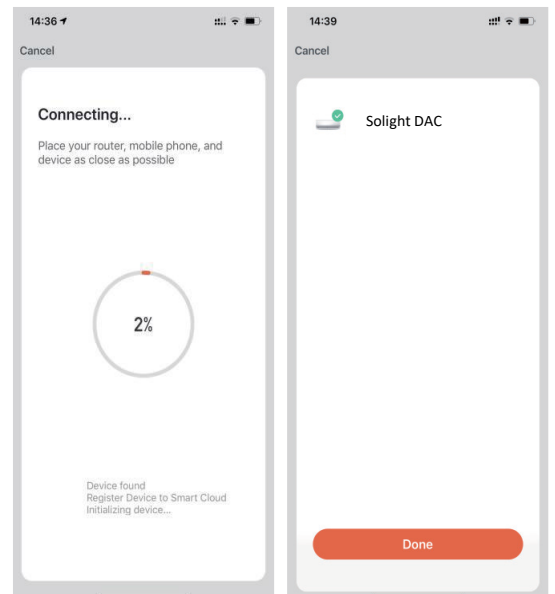 14:36
Cancel
Connecting...
Place your router, mobile phone, and
device as close as possible
2%
Device found
Register Device to Smart Cloud
Initializing device...
14:39
Cancel
Solight DAC
Done